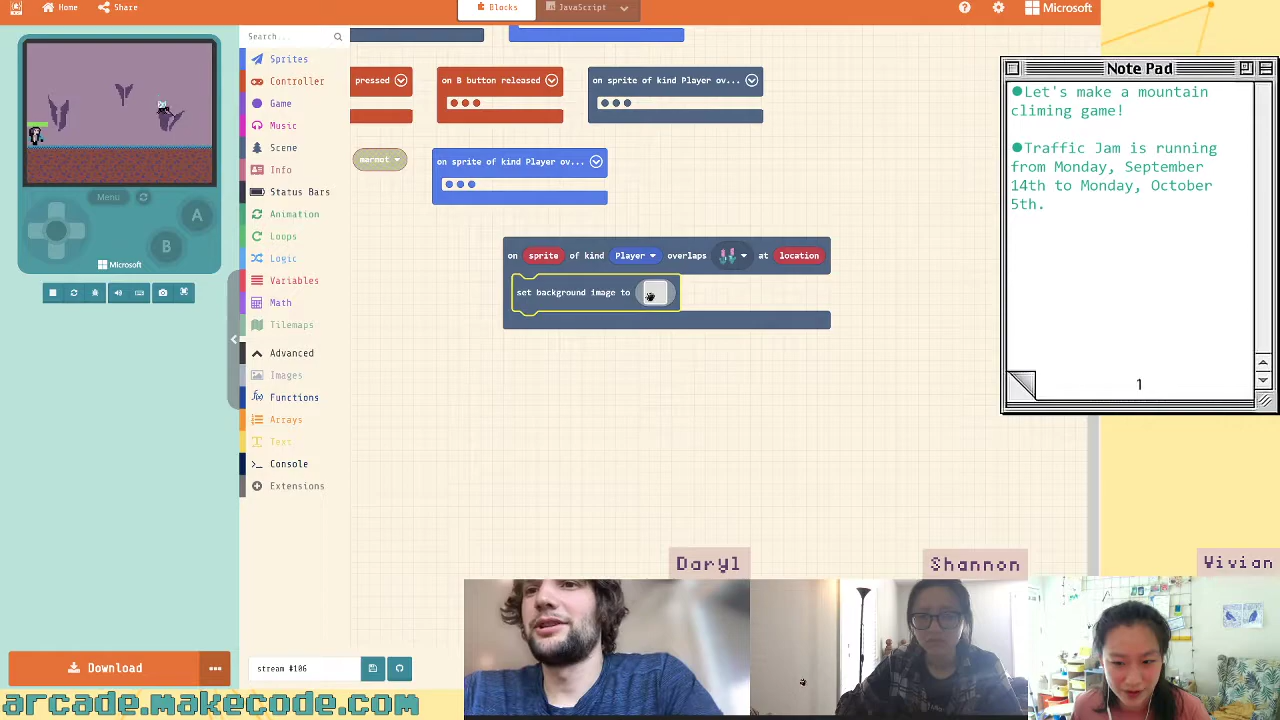 Home
Share
Blocks
JavaScript
Microsoft
Search...
Sprites
Controller
Game
Music
Scene
Info
Status Bars
Animation
Loops
Logic
Variables
Math
Tilemaps
Advanced
Images
Functions
Arrays
Text
Console
Extensions
Menu
A
B
Microsoft
pressed
on B button released
on sprite of kind Player ov...
marmot
on sprite of kind Player ov...
on sprite of kind Player overlaps at location
set background image to
Note Pad
●Let's make a mountain
climing game!
●Traffic Jam is running
from Monday, September
14th to Monday, October
5th.
1
Daryl
Shannon
Vivian
Download
stream #106
arcade.makecode.com